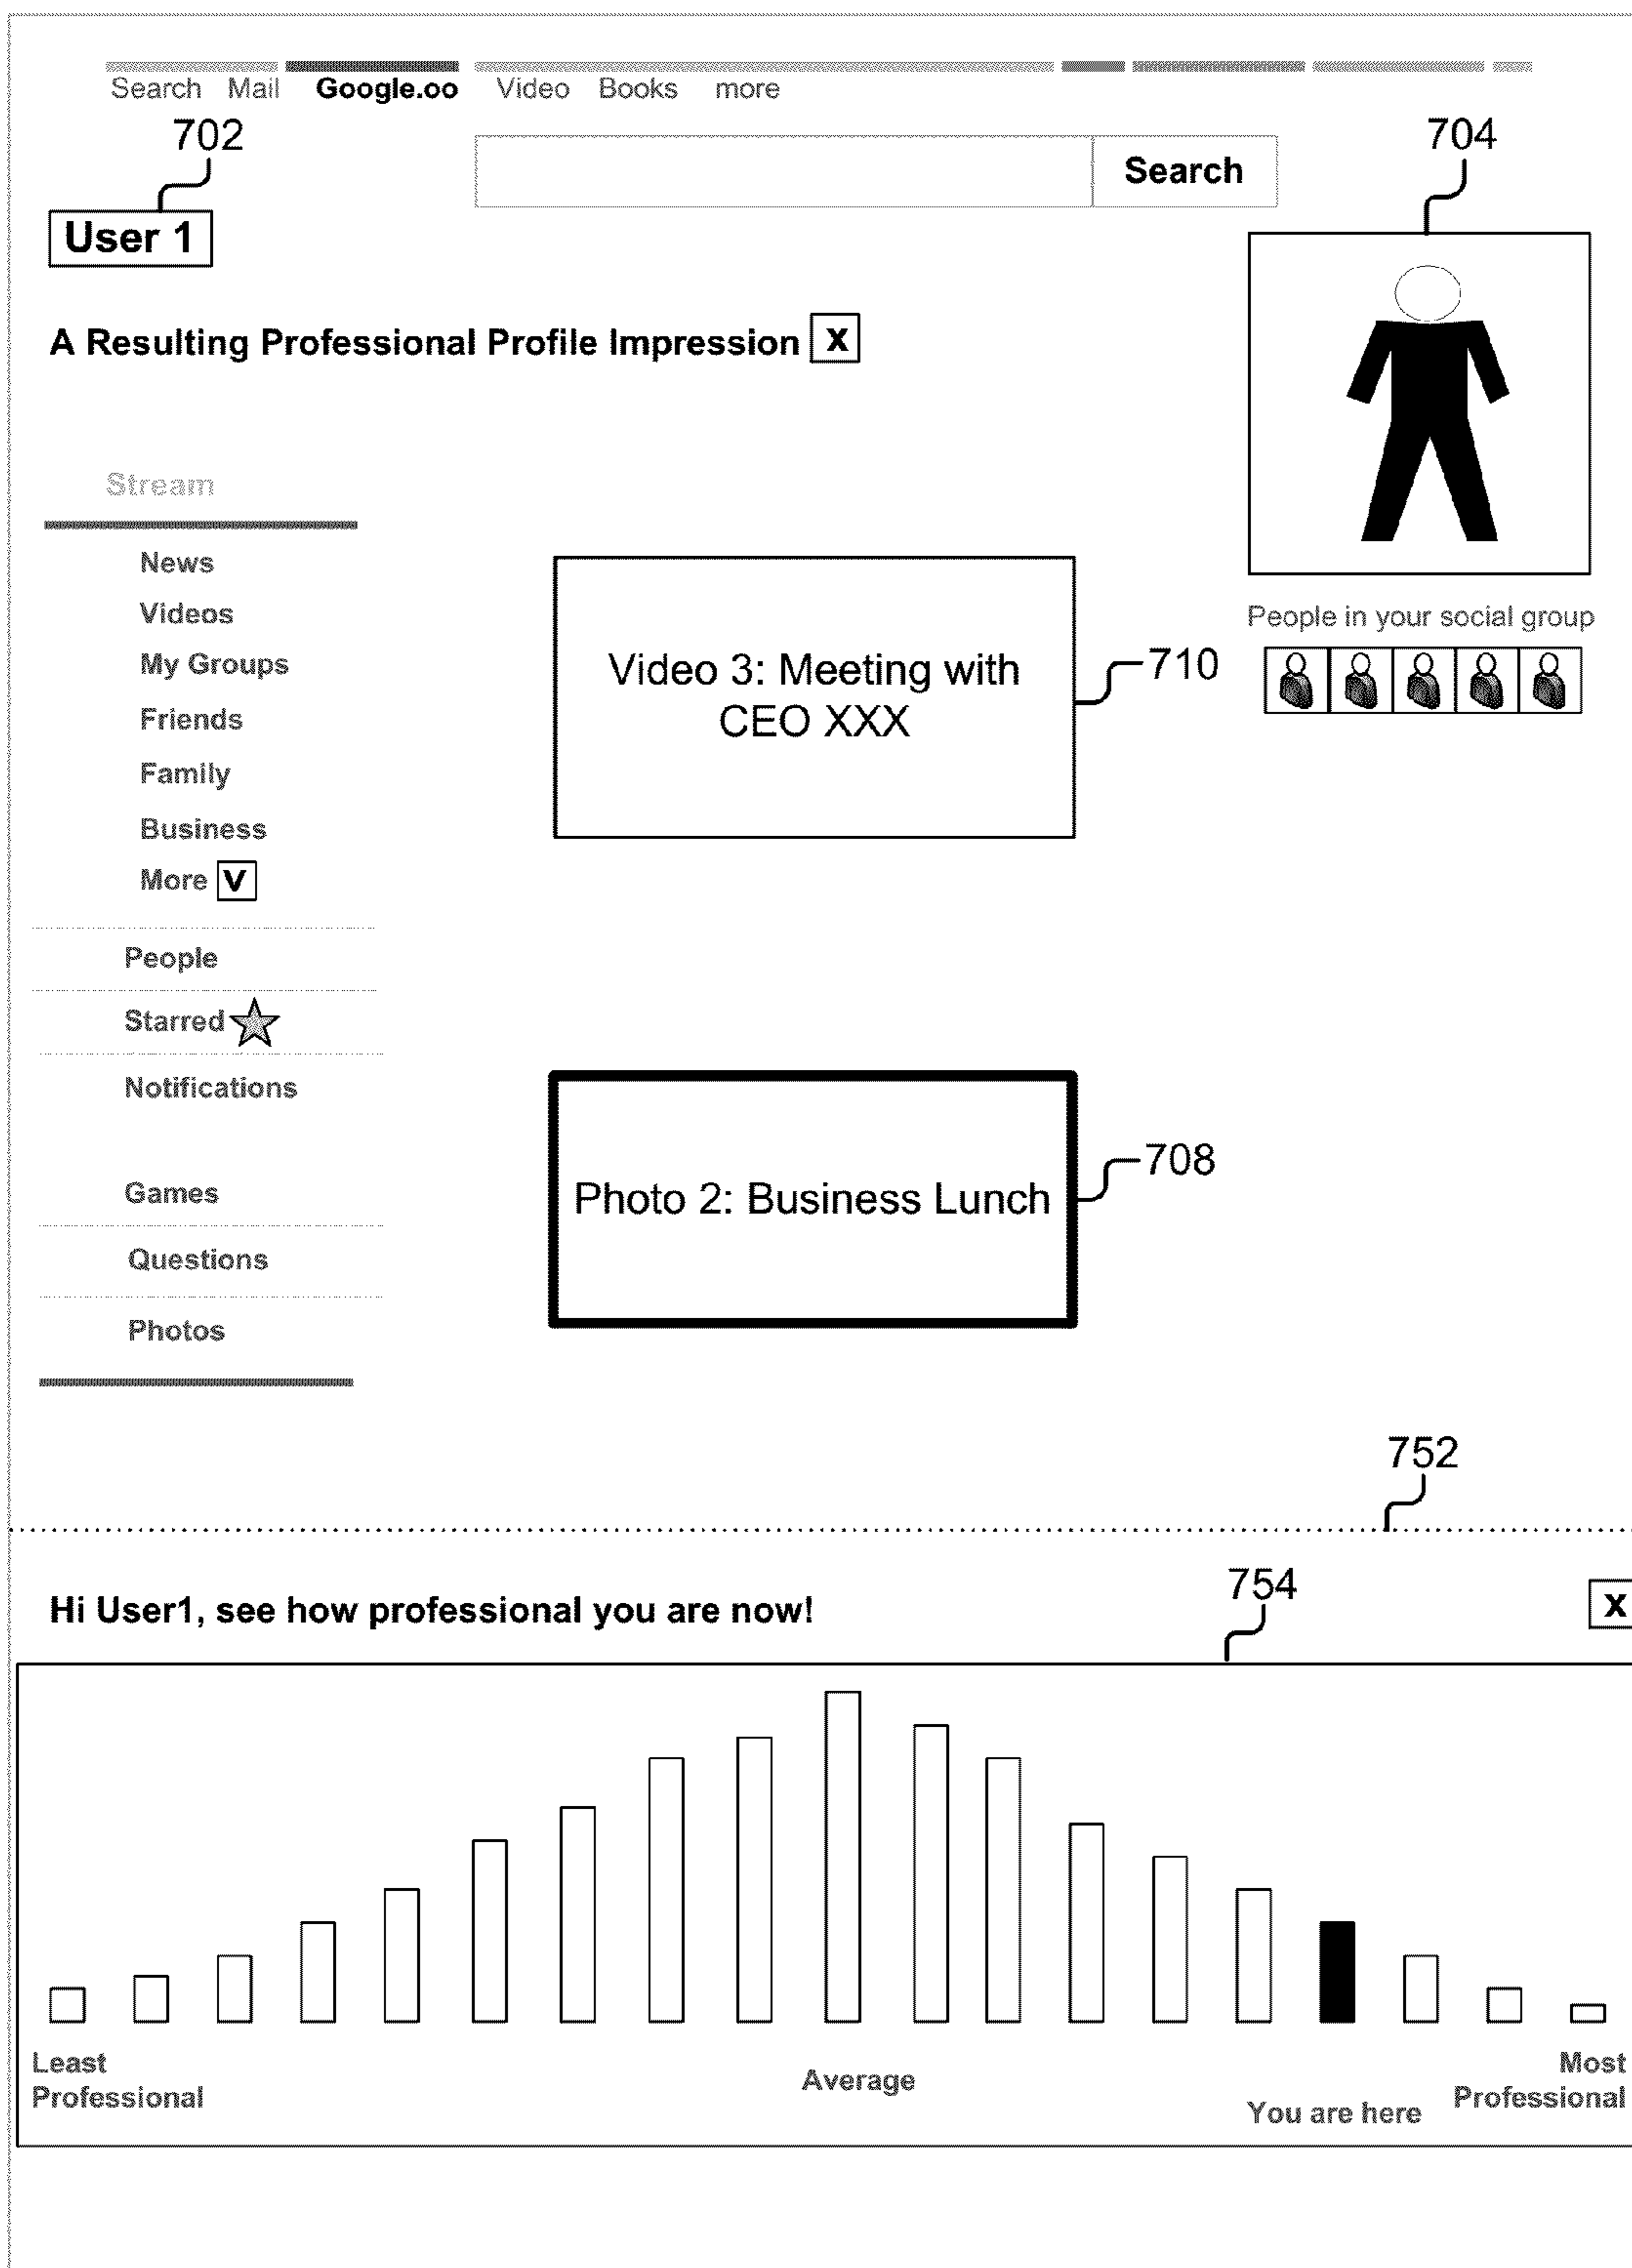 Search Mail Google.oo Video Books more
702
704
Search
User 1
A Resulting Professional Profile Impression X
Stream
News
Videos
My Groups
Friends
Family
Business
More V
People
Starred
Notifications
Games
Questions
Photos
Video 3: Meeting with
CEO XXX
710
People in your social group
Photo 2: Business Lunch
708
752
754
Hi User1, see how professional you are now!
X
Least
Professional
Average
You are here
Most
Professional